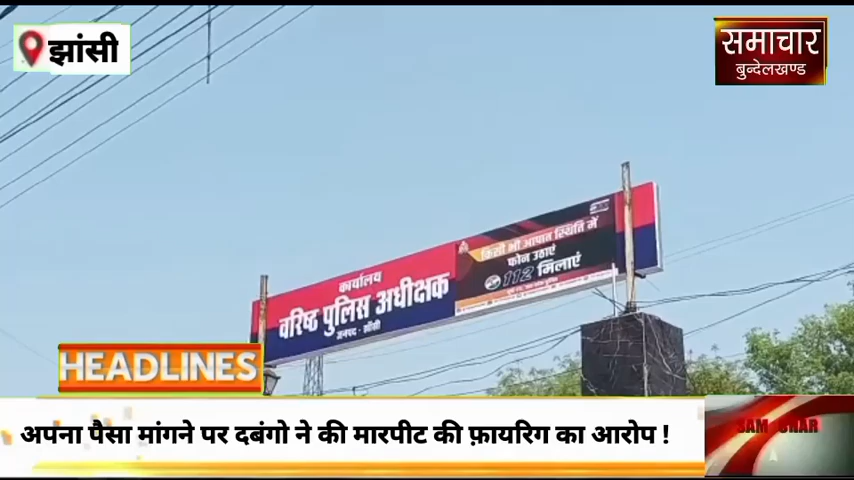 झांसी
समाचार
बुन्देलखण्ड
किसी भी आपात स्थिति में
फोन उठाएं
112 मिलाएं
कार्यालय
वरिष्ठ पुलिस अधीक्षक
जनपद - झाँसी
HEADLINES
अपना पैसा मांगने पर दबंगो ने की मारपीट की फ़ायरिग का आरोप !